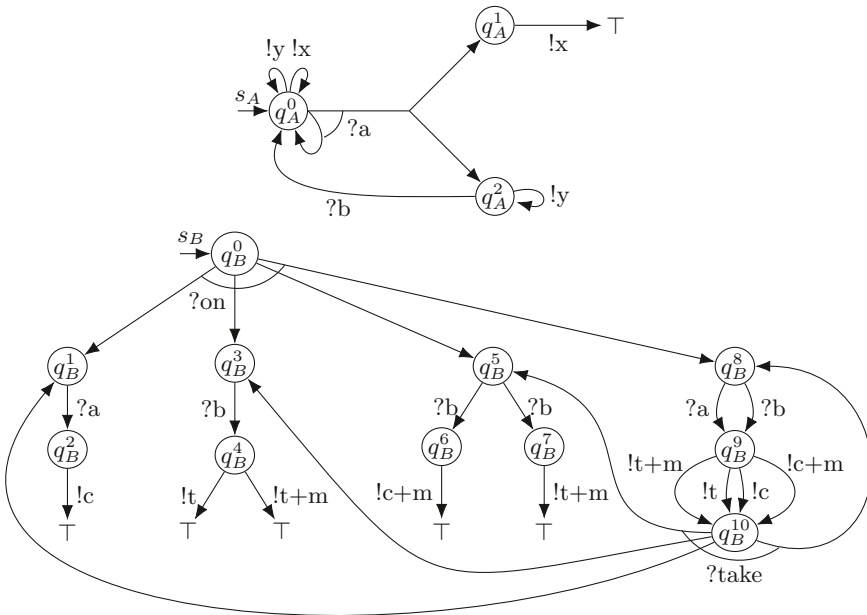 q_A^1
!x
⊤
!y !x
s_A
q_A^0
?a
q_A^2
!y
?b
s_B
q_B^0
?on
q_B^1
q_B^3
q_B^5
q_B^8
?a
?b
?b
?b
?a
?b
q_B^2
q_B^4
q_B^6
q_B^7
q_B^9
!c
!t
!t+m
!c+m
!t+m
!t+m
!t
!c
!c+m
⊤
⊤
⊤
⊤
⊤
q_B^10
?take